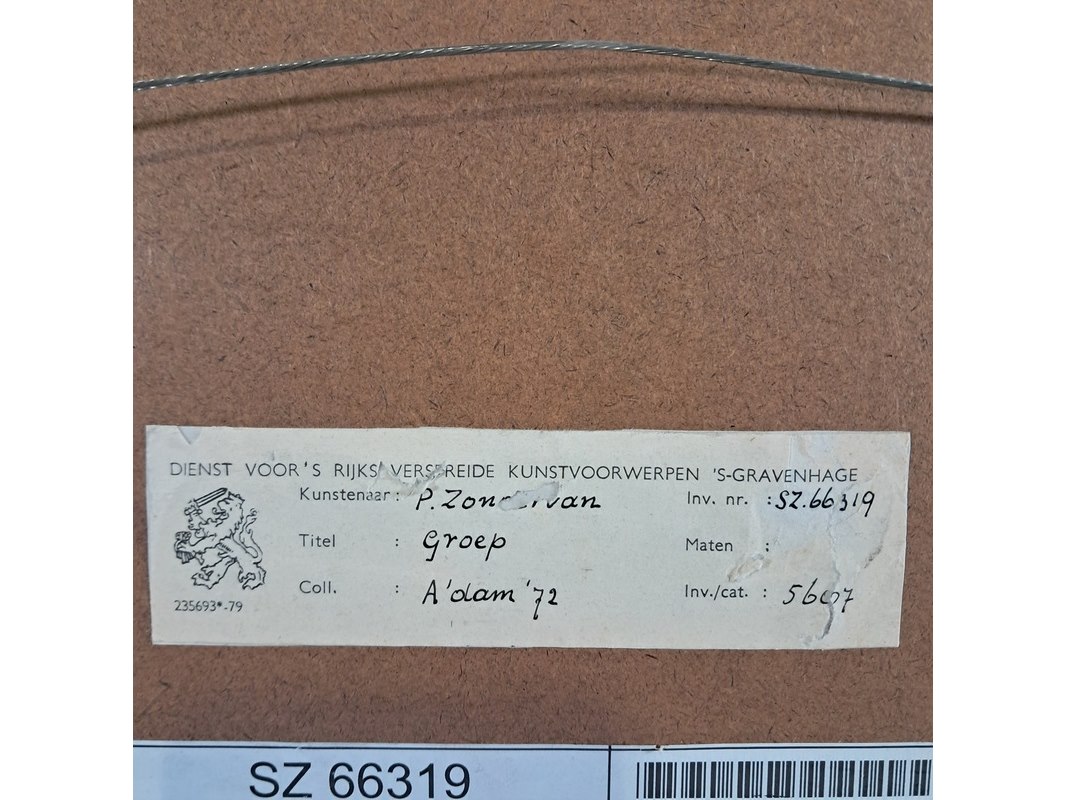 DIENST VOOR 'S RIJKS VERSPREIDE KUNSTVOORWERPEN 'S-GRAVENHAGE
Kunstenaar : P. Zondervan Inv. nr. : SZ.66319
Titel : Groep Maten :
Coll. : A'dam '72 Inv./cat. :
235693*-79
SZ 66319